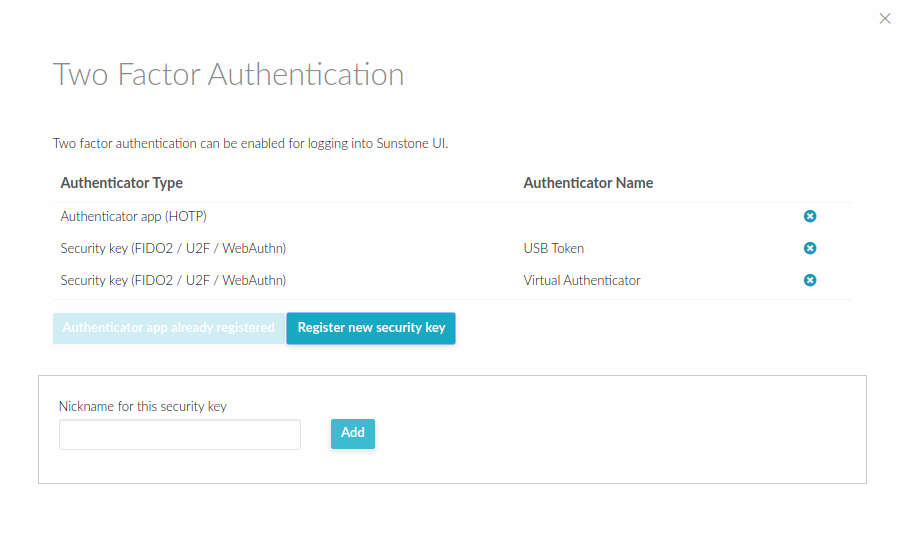 Two Factor Authentication
Two factor authentication can be enabled for logging into Sunstone UI.
Authenticator Type Authenticator Name
Authenticator app (HOTP)
Security key (FIDO2 / U2F / WebAuthn) USB Token
Security key (FIDO2 / U2F / WebAuthn) Virtual Authenticator
Authenticator app already registered Register new security key
Nickname for this security key
Add